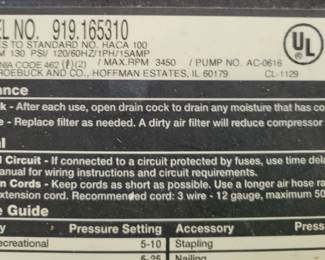 EL NO. 919.165310
ES TO STANDARD NO. HACA 100
M 130 PSI/ 120/60HZ/1PH/15AMP
NIA CODE 462 MAX. RPM 3450 / PUMP NO. AC-0616
ROEBUCK AND CO., HOFFMAN ESTATES, IL 60179 CL-1129
UL
ance
k - After each use, open drain cock to drain any moisture that has co
e - Replace filter as needed. A dirty air filter will reduce compressor
al
d Circuit - If connected to a circuit protected by fuses, use time dela
manual for wiring instructions and circuit requirements.
n Cords - Keep cords as short as possible. Use a longer air hose ra
extension cord. Recommended cord: 3 wire - 12 gauge, maximum 50
e Guide
y Pressure Setting Accessory Press
ecreational 5-10 Stapling
5-25 Nailing